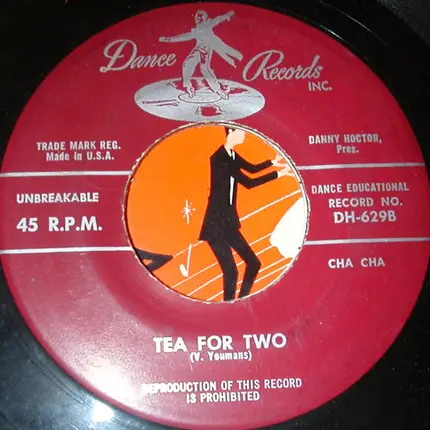 Dance Records
INC.
TRADE MARK REG.
Made in U.S.A.
DANNY HOCTOR,
Pres.
UNBREAKABLE
45 R.P.M.
DANCE EDUCATIONAL
RECORD NO.
DH-629B
CHA CHA
TEA FOR TWO
(V. Youmans)
REPRODUCTION OF THIS RECORD
IS PROHIBITED